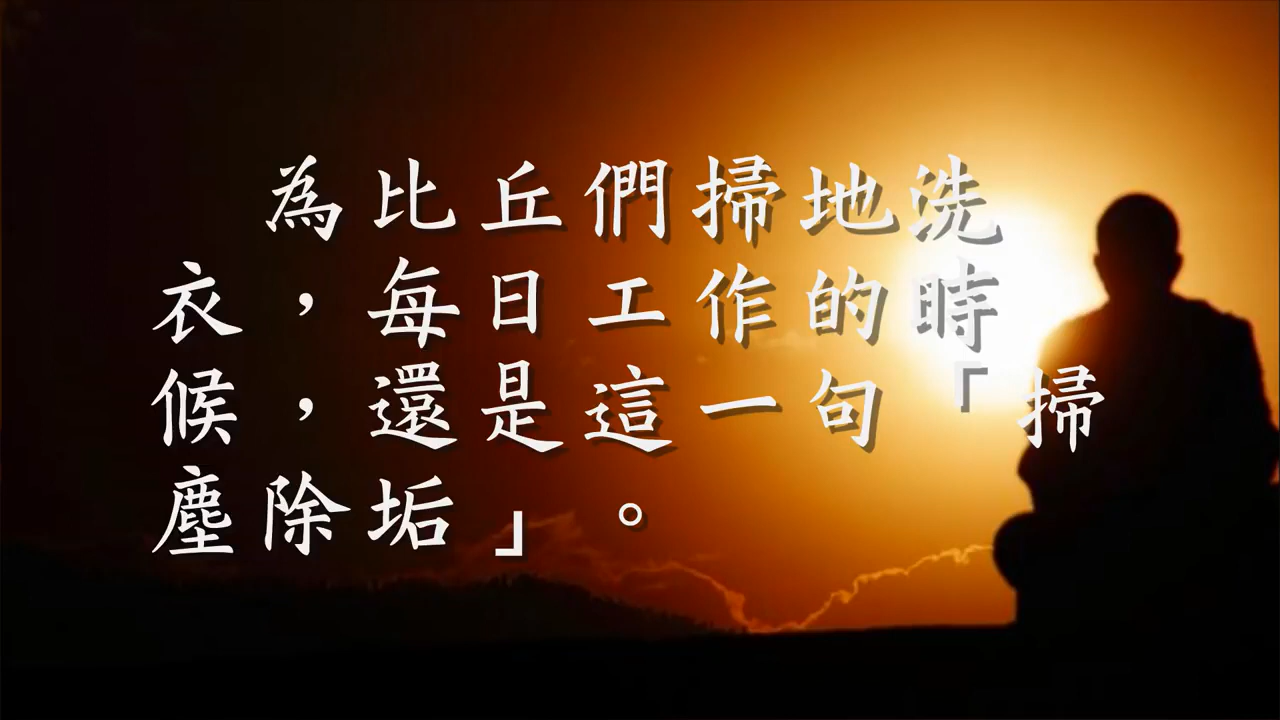 為比丘們掃地洗
衣，每日工作的時
候，還是這一句「掃
塵除垢」。